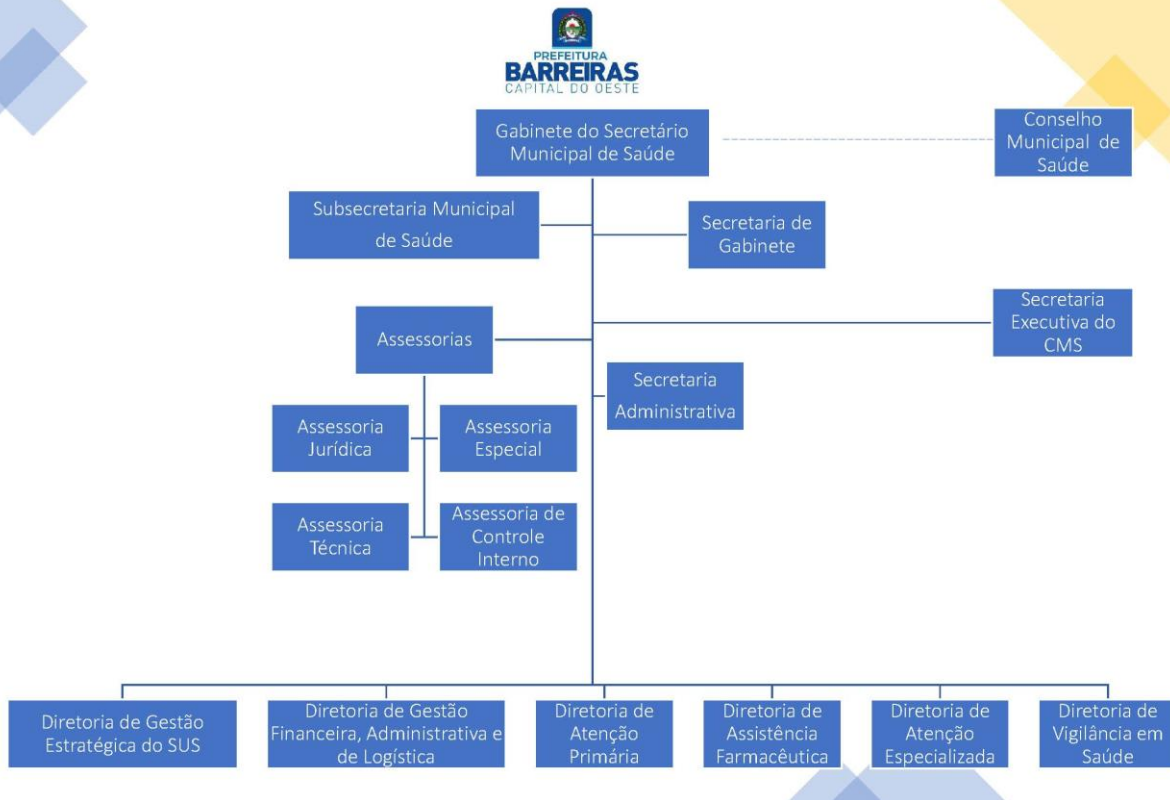 PREFEITURA
BARREIRAS
CAPITAL DO OESTE
Gabinete do Secretário
Municipal de Saúde
Conselho
Municipal de
Saúde
Subsecretaria Municipal
de Saúde
Secretaria de
Gabinete
Secretaria
Executiva do
CMS
Assessorias
Secretaria
Administrativa
Assessoria
Jurídica
Assessoria
Especial
Assessoria
Técnica
Assessoria de
Controle
Interno
Diretoria de Gestão
Estratégica do SUS
Diretoria de Gestão
Financeira, Administrativa e
de Logística
Diretoria de
Atenção
Primária
Diretoria de
Assistência
Farmacêutica
Diretoria de
Atenção
Especializada
Diretoria de
Vigilância em
Saúde